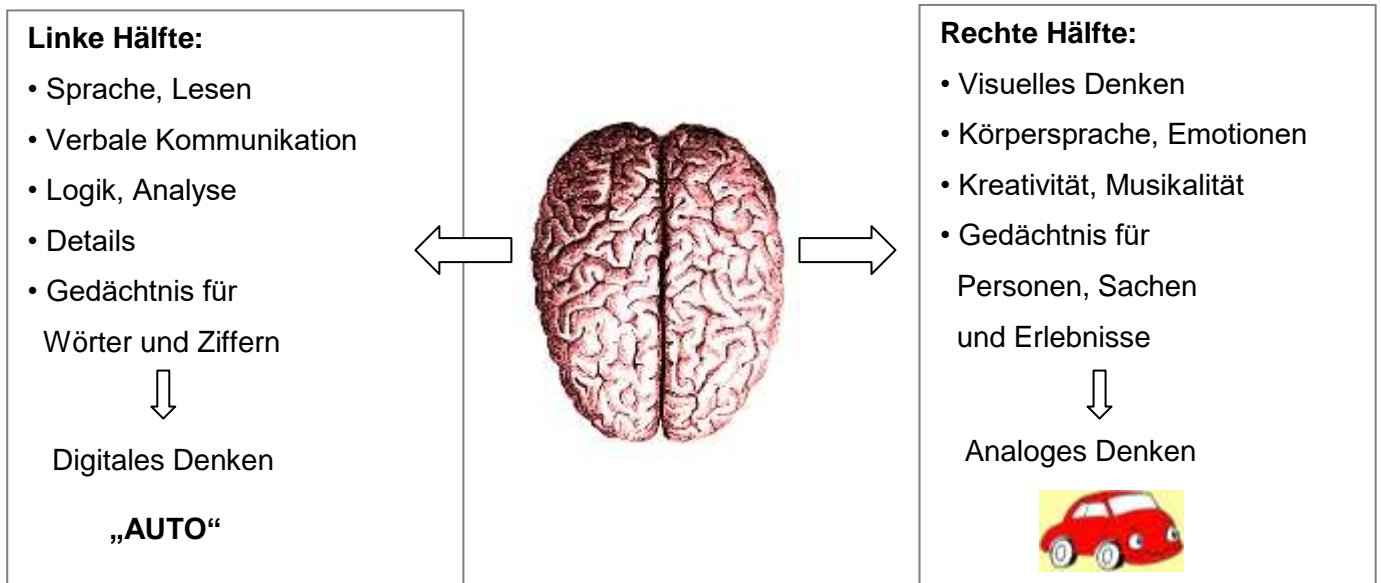 Linke Hälfte:
• Sprache, Lesen
• Verbale Kommunikation
• Logik, Analyse
• Details
• Gedächtnis für
Wörter und Ziffern
Digitales Denken
„AUTO“
Rechte Hälfte:
• Visuelles Denken
• Körpersprache, Emotionen
• Kreativität, Musikalität
• Gedächtnis für
Personen, Sachen
und Erlebnisse
Analoges Denken